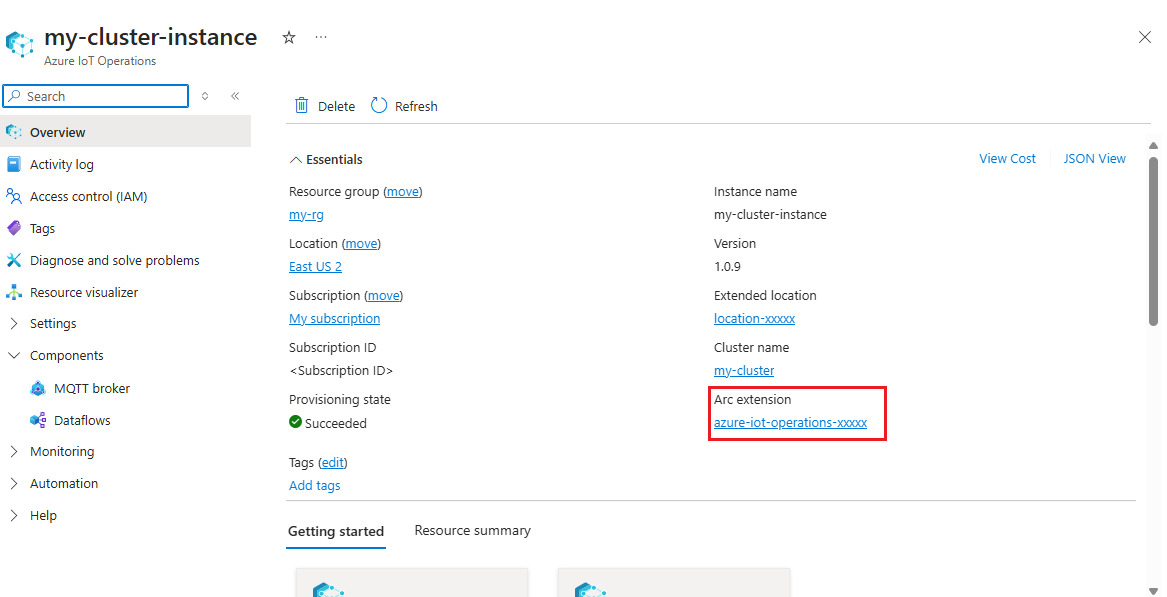 my-cluster-instance
Azure IoT Operations
Search
Overview
Activity log
Access control (IAM)
Tags
Diagnose and solve problems
Resource visualizer
Settings
Components
MQTT broker
Dataflows
Monitoring
Automation
Help
Delete Refresh
Essentials
View Cost JSON View
Resource group (move)
my-rg
Location (move)
East US 2
Subscription (move)
My subscription
Subscription ID
<Subscription ID>
Provisioning state
Succeeded
Instance name
my-cluster-instance
Version
1.0.9
Extended location
location-xxxxx
Cluster name
my-cluster
Arc extension
azure-iot-operations-xxxxx
Tags (edit)
Add tags
Getting started Resource summary